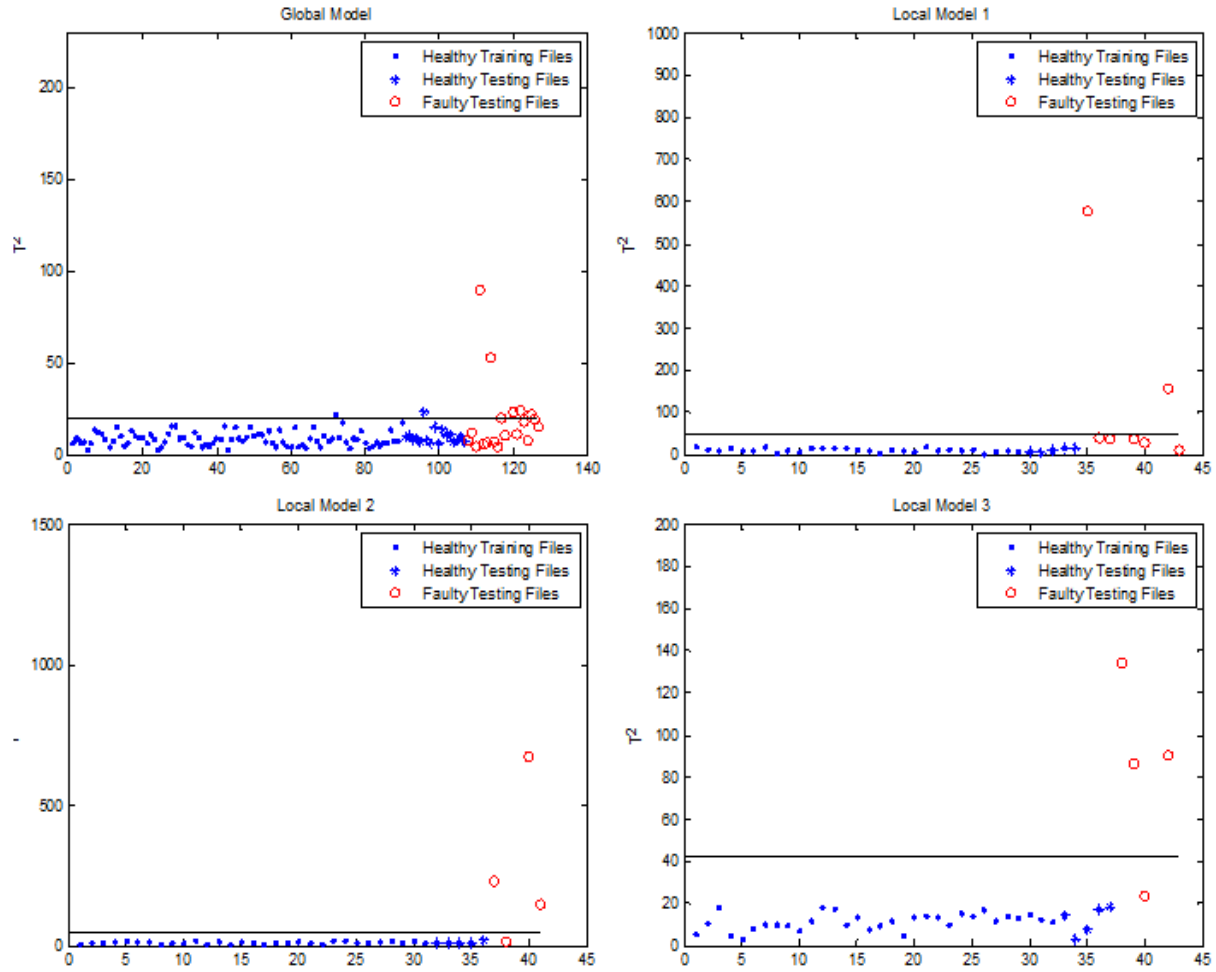 Global Model
Healthy Training Files
Healthy Testing Files
Faulty Testing Files
200
150
100
50
0
T2
0 20 40 60 80 100 120 140
Local Model 1
Healthy Training Files
Healthy Testing Files
Faulty Testing Files
1000
900
800
700
600
500
400
300
200
100
0
T2
0 5 10 15 20 25 30 35 40 45
Local Model 2
Healthy Training Files
Healthy Testing Files
Faulty Testing Files
1500
1000
500
0
0 5 10 15 20 25 30 35 40 45
Local Model 3
Healthy Training Files
Healthy Testing Files
Faulty Testing Files
200
180
160
140
120
100
80
60
40
20
0
T2
0 5 10 15 20 25 30 35 40 45